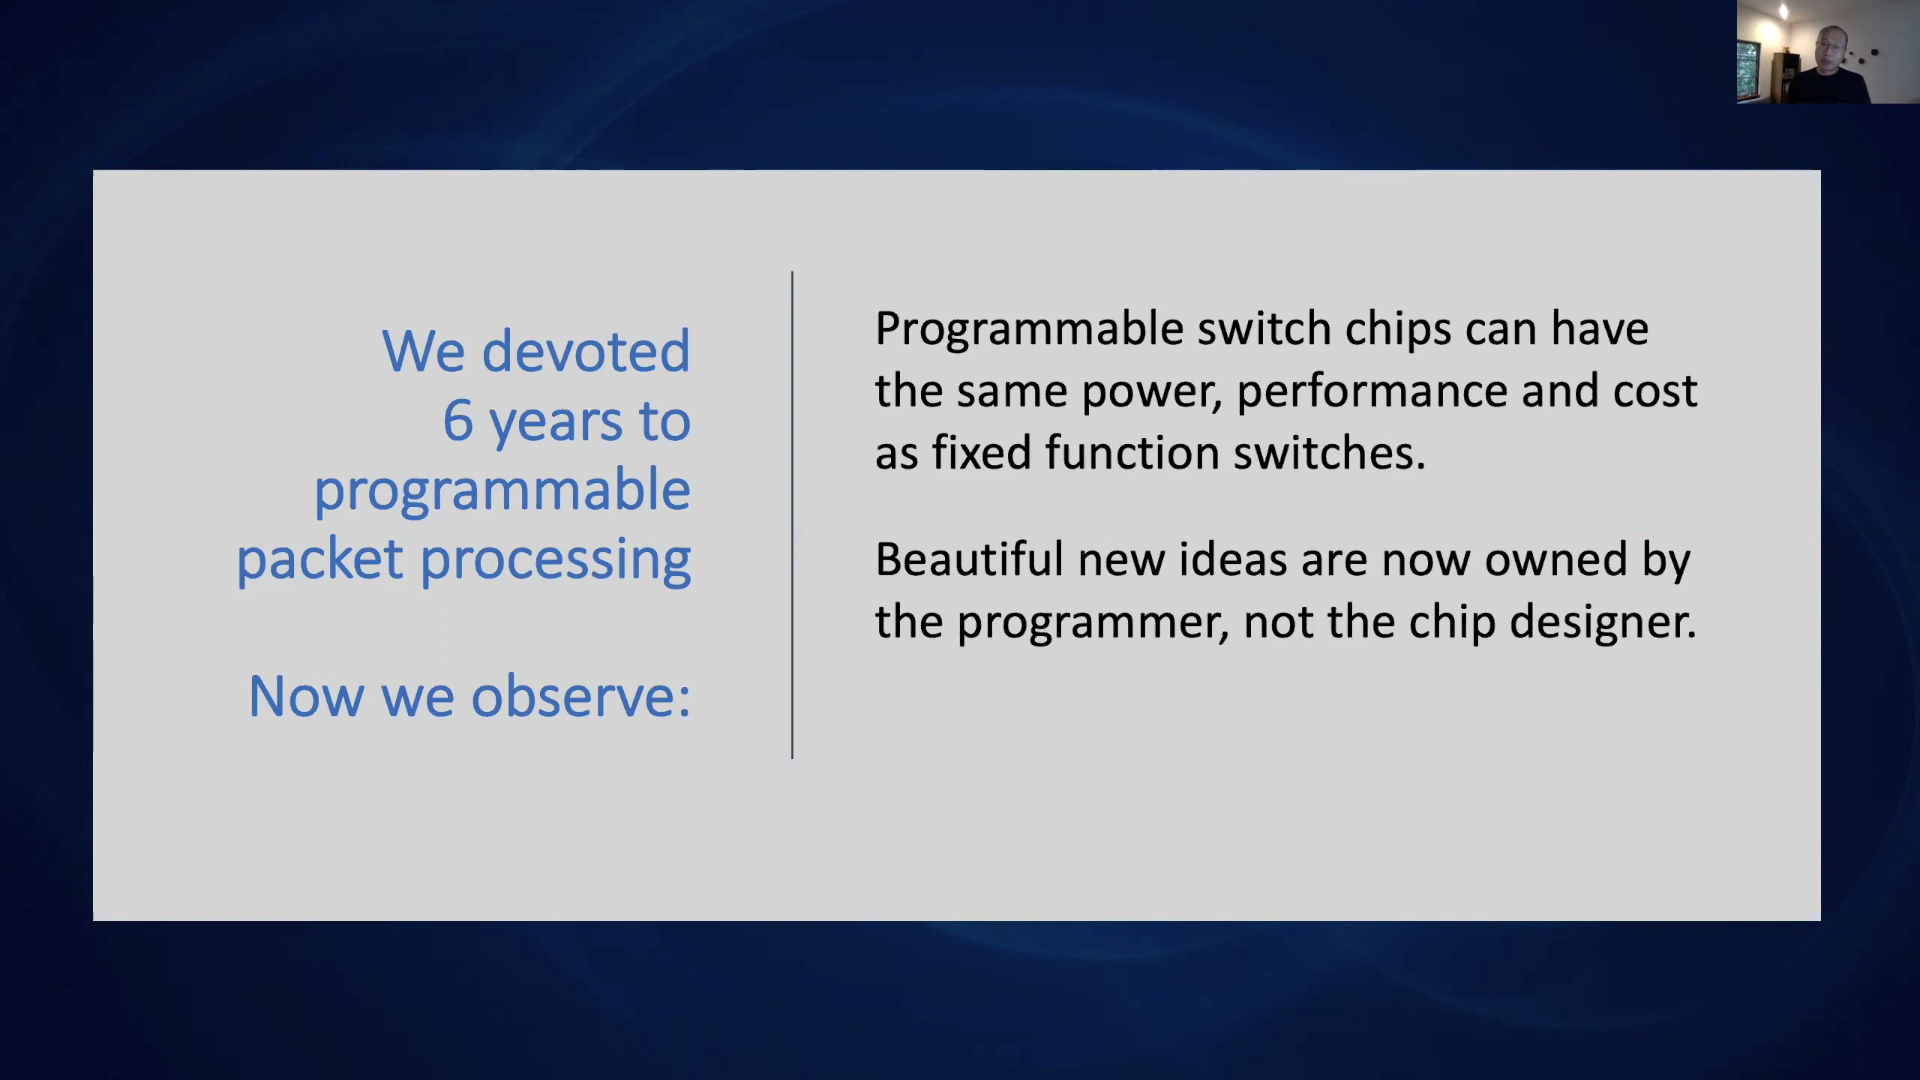 We devoted
6 years to
programmable
packet processing
Now we observe:
Programmable switch chips can have
the same power, performance and cost
as fixed function switches.
Beautiful new ideas are now owned by
the programmer, not the chip designer.